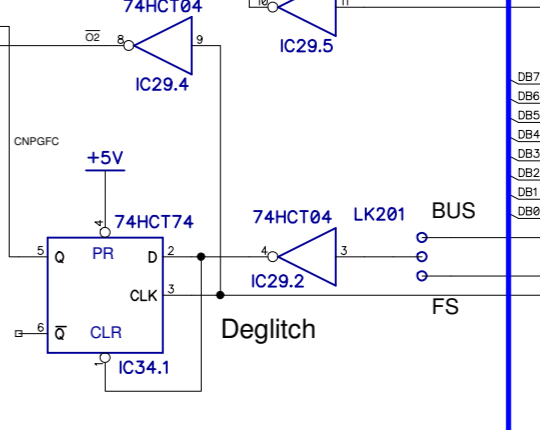 74HCT04
10
11
O2
8
9
IC29.5
IC29.4
DB7
DB6
DB5
DB4
DB3
DB2
DB1
DB0
CNPGFC
+5V
4
74HCT74
74HCT04
LK201
BUS
5
Q
PR
D
2
4
3
IC29.2
CLK
3
FS
Deglitch
6
Q
CLR
1
IC34.1